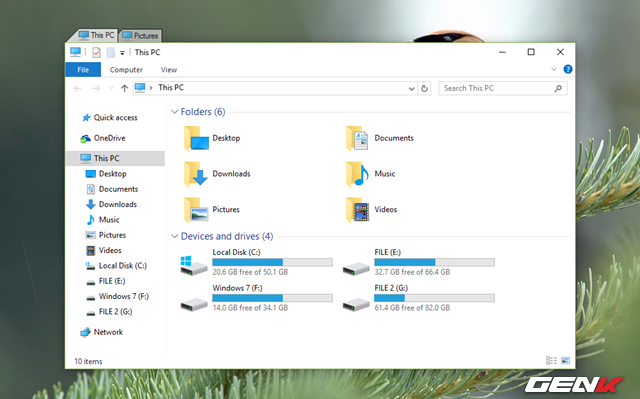 This PC Pictures
This PC
File Computer View
This PC Search This PC
Quick access
OneDrive
This PC
Desktop
Documents
Downloads
Music
Pictures
Videos
Local Disk (C:)
FILE (E:)
Windows 7 (F:)
FILE 2 (G:)
Network
Folders (6)
Desktop Documents
Downloads Music
Pictures Videos
Devices and drives (4)
Local Disk (C:) FILE (E:)
20.6 GB free of 50.1 GB 32.7 GB free of 66.4 GB
Windows 7 (F:) FILE 2 (G:)
14.0 GB free of 34.1 GB 61.4 GB free of 82.0 GB
10 items
GENK